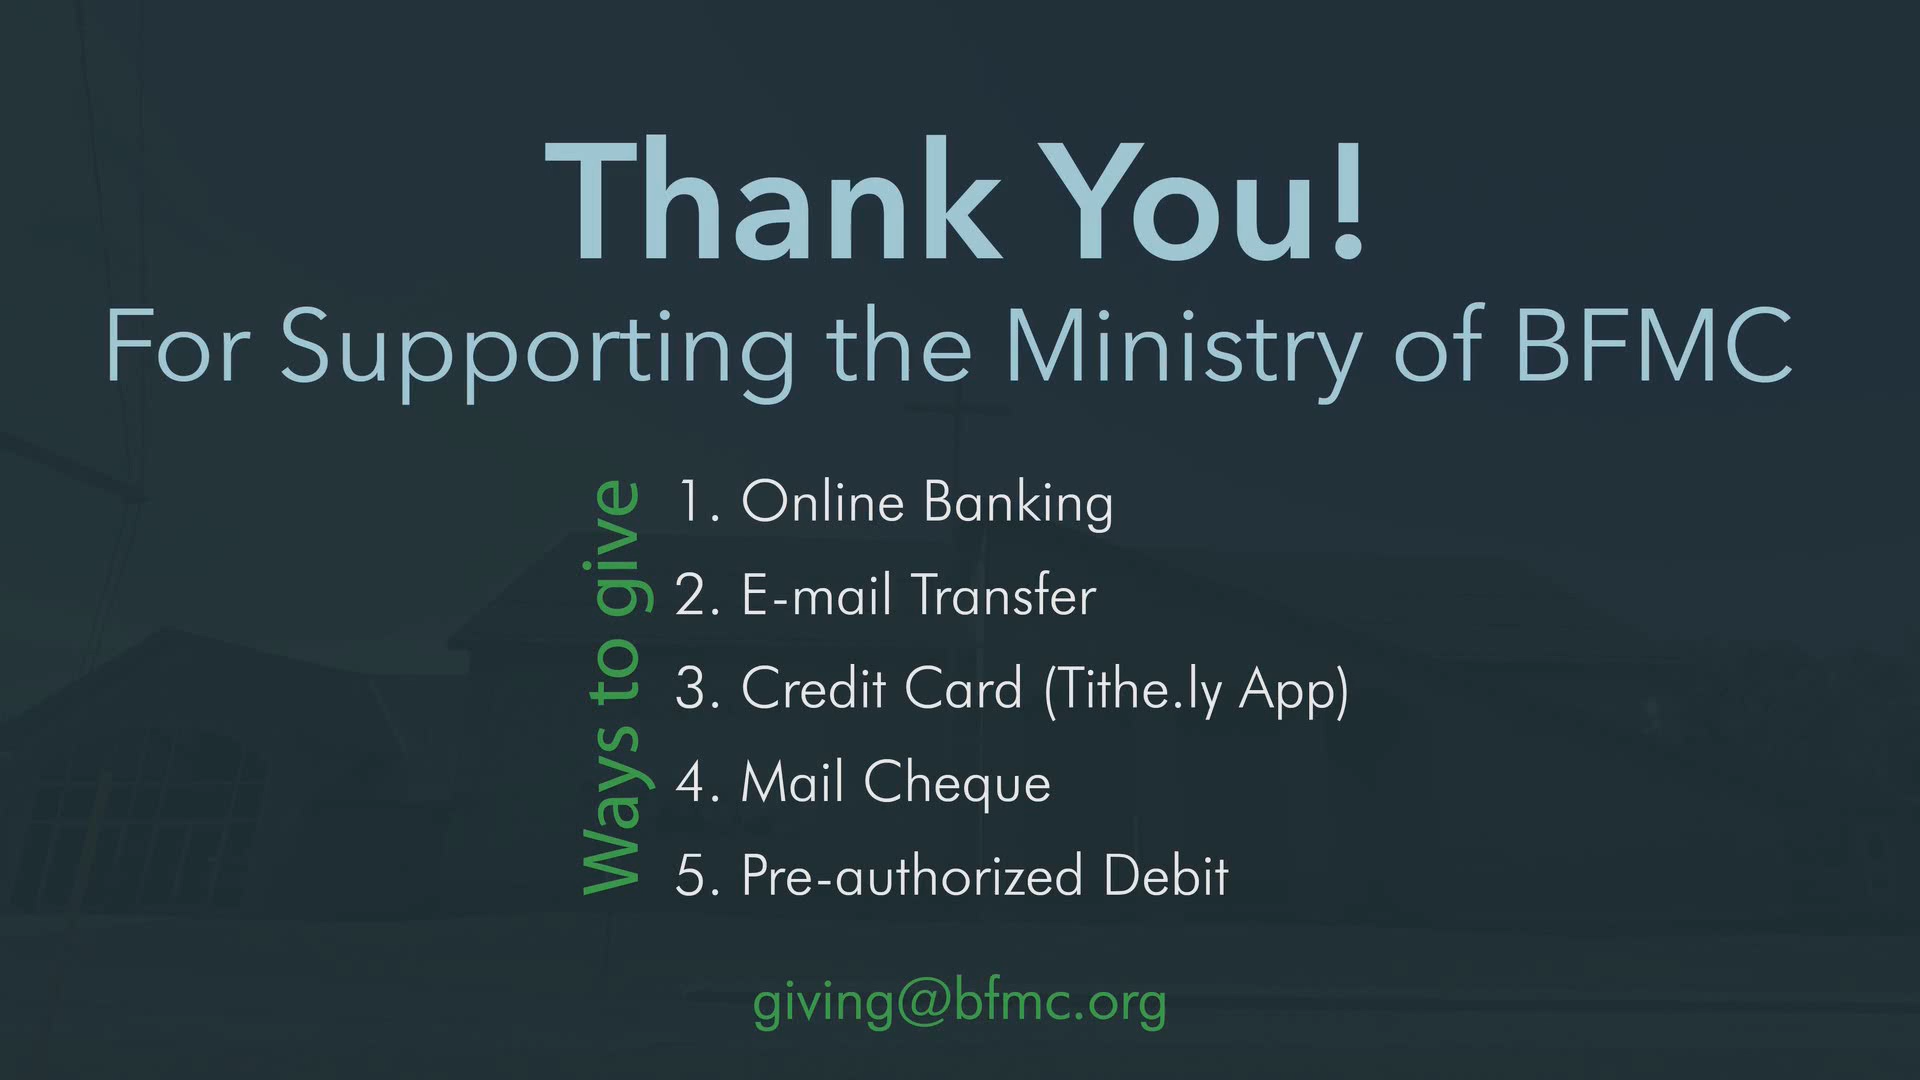 Thank You!
For Supporting the Ministry of BFMC
Ways to give
1. Online Banking
2. E-mail Transfer
3. Credit Card (Tithe.ly App)
4. Mail Cheque
5. Pre-authorized Debit
giving@bfmc.org